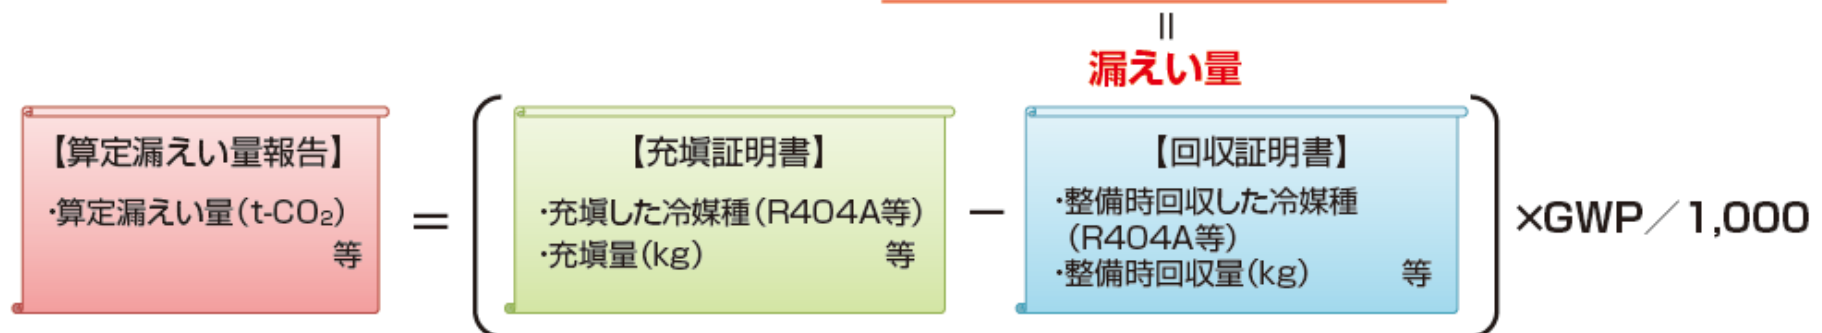 =
漏えい量
【算定漏えい量報告】
・算定漏えい量(t-CO₂)
等
=
【充塡証明書】
・充塡した冷媒種(R404A等)
・充塡量(kg) 等
−
【回収証明書】
・整備時回収した冷媒種
(R404A等)
・整備時回収量(kg) 等
×GWP／1,000